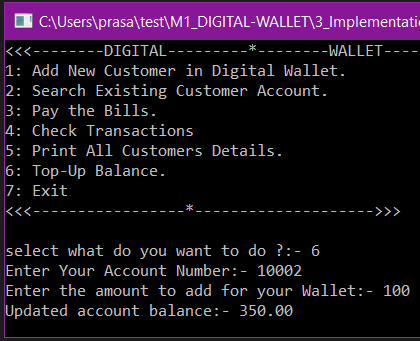 C:\Users\prasa\test\M1_DIGITAL-WALLET\3_Implementatio
<<<--------DIGITAL---------*--------WALLET----
1: Add New Customer in Digital Wallet.
2: Search Existing Customer Account.
3: Pay the Bills.
4: Check Transactions
5: Print All Customers Details.
6: Top-Up Balance.
7: Exit
<<<-----------------*-------------------->>>
select what do you want to do ?:- 6
Enter Your Account Number:- 10002
Enter the amount to add for your Wallet:- 100
Updated account balance:- 350.00